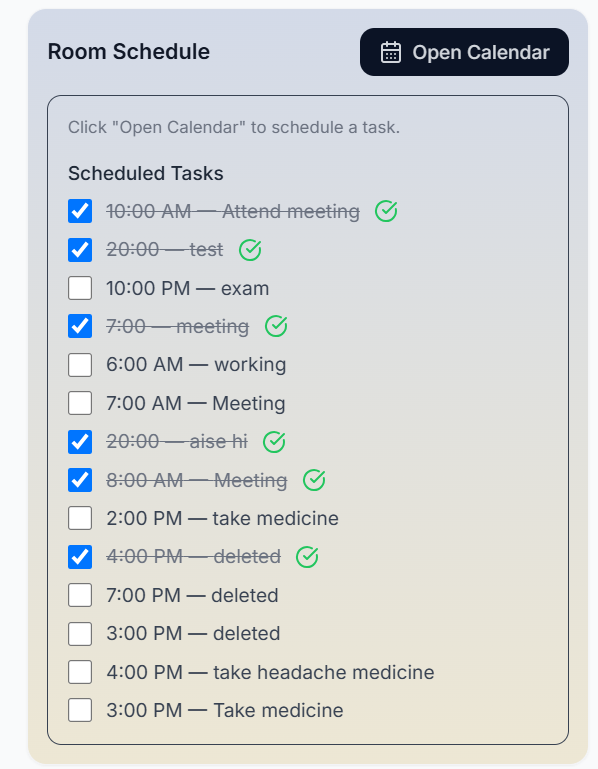 Room Schedule
Open Calendar
Click "Open Calendar" to schedule a task.
Scheduled Tasks
10:00 AM — Attend meeting
20:00 — test
10:00 PM — exam
7:00 — meeting
6:00 AM — working
7:00 AM — Meeting
20:00 — aise hi
8:00 AM — Meeting
2:00 PM — take medicine
4:00 PM — deleted
7:00 PM — deleted
3:00 PM — deleted
4:00 PM — take headache medicine
3:00 PM — Take medicine